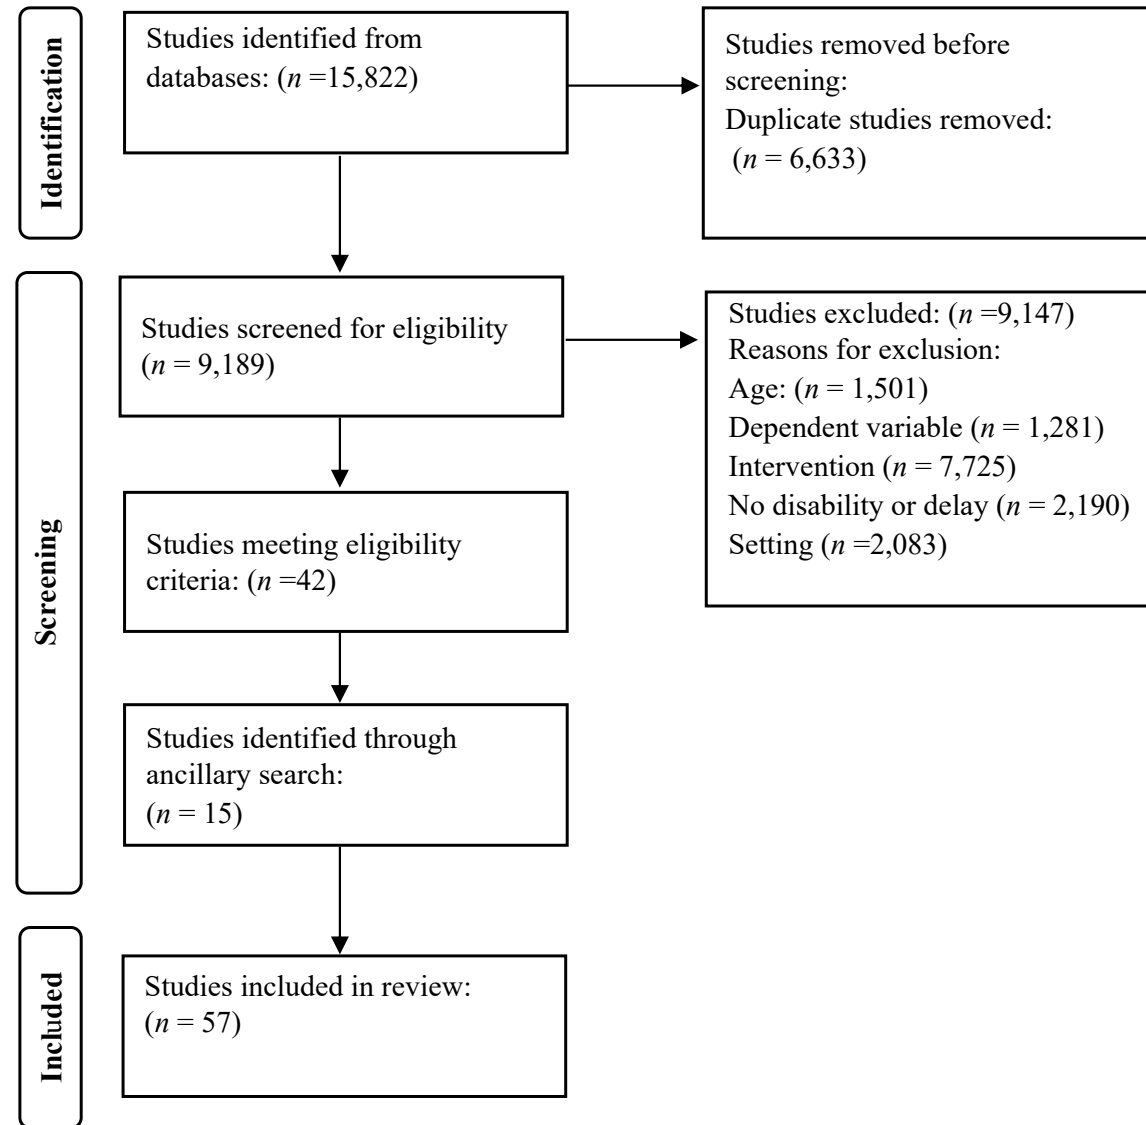 Identification
Studies identified from
databases: (n =15,822)
Studies removed before
screening:
Duplicate studies removed:
(n = 6,633)
Screening
Studies screened for eligibility
(n = 9,189)
Studies excluded: (n =9,147)
Reasons for exclusion:
Age: (n = 1,501)
Dependent variable (n = 1,281)
Intervention (n = 7,725)
No disability or delay (n = 2,190)
Setting (n =2,083)
Studies meeting eligibility
criteria: (n =42)
Studies identified through
ancillary search:
(n = 15)
Included
Studies included in review:
(n = 57)